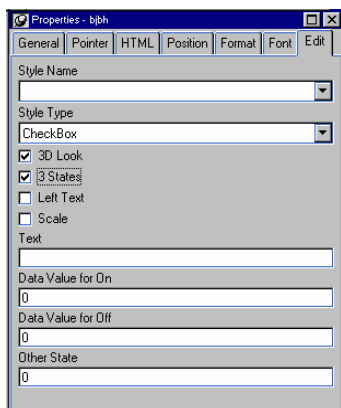 Properties - bjbh
General Pointer HTML Position Format Font Edit
Style Name
Style Type
CheckBox
3D Look
3 States
Left Text
Scale
Text
Data Value for On
0
Data Value for Off
0
Other State
0